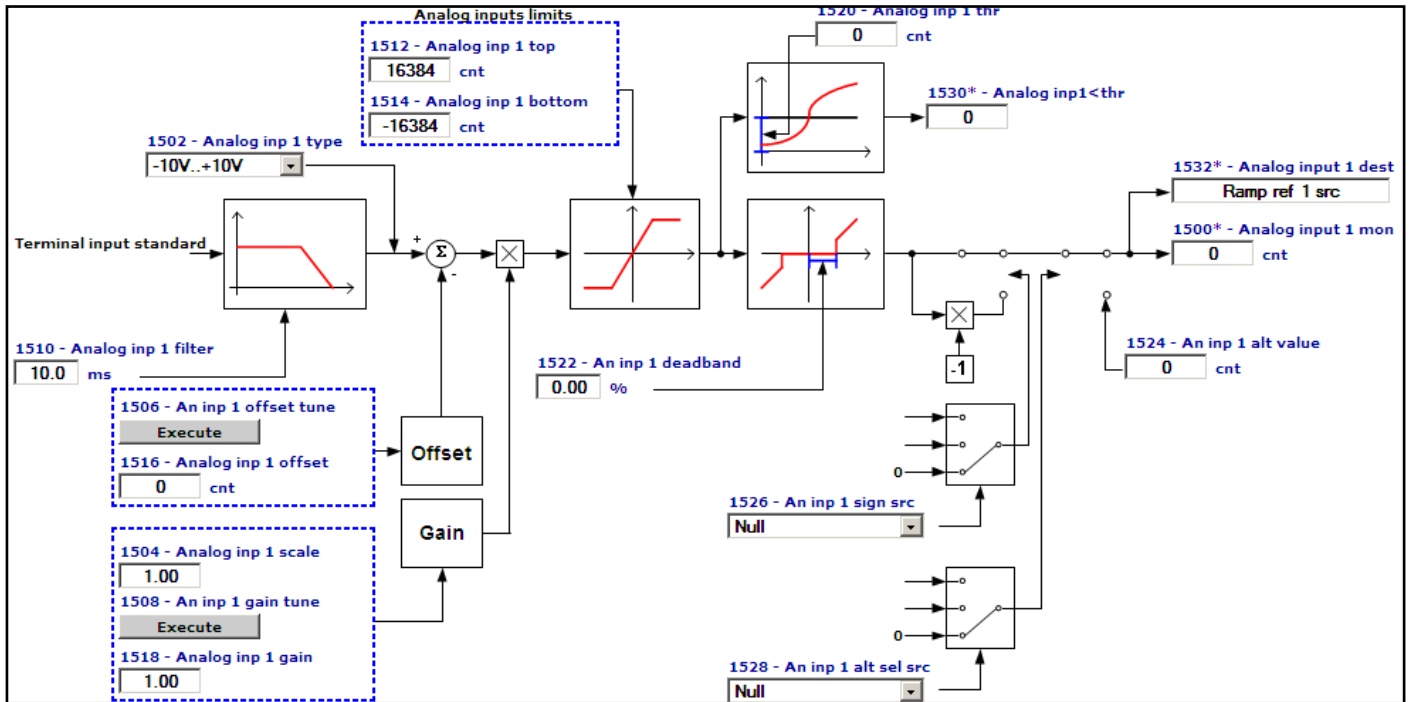 Analog inputs limits
1520 - Analog inp 1 thr
0 cnt
1512 - Analog inp 1 top
16384 cnt
1514 - Analog inp 1 bottom
-16384 cnt
1530* - Analog inp1<thr
0
1502 - Analog inp 1 type
-10V..+10V
1532* - Analog input 1 dest
Ramp ref 1 src
Terminal input standard
+
Σ
-
1500* - Analog input 1 mon
0 cnt
1510 - Analog inp 1 filter
10.0 ms
1522 - An inp 1 deadband
0.00 %
-1
1524 - An inp 1 alt value
0 cnt
1506 - An inp 1 offset tune
Execute
1516 - Analog inp 1 offset
0 cnt
Offset
0
1526 - An inp 1 sign src
Null
Gain
1504 - Analog inp 1 scale
1.00
1508 - An inp 1 gain tune
Execute
1518 - Analog inp 1 gain
1.00
0
1528 - An inp 1 alt sel src
Null